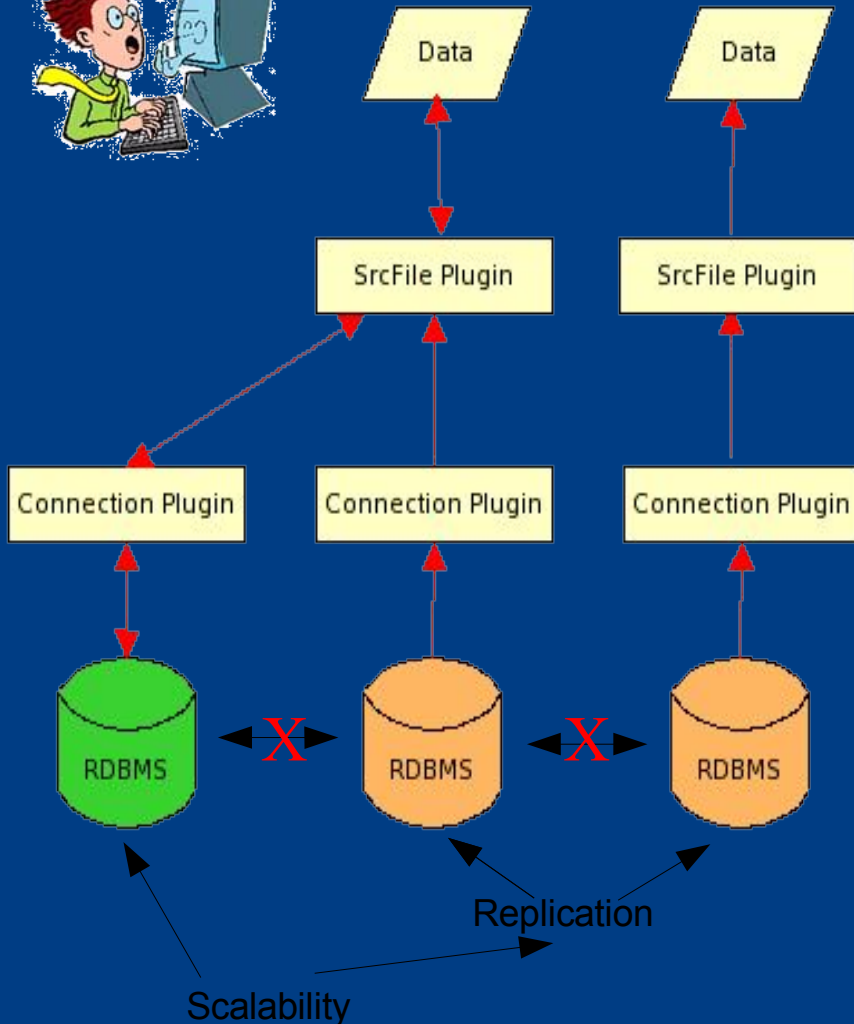 Data Data
SrcFile Plugin SrcFile Plugin
Connection Plugin Connection Plugin Connection Plugin
X X
RDBMS RDBMS RDBMS
Replication
Scalability